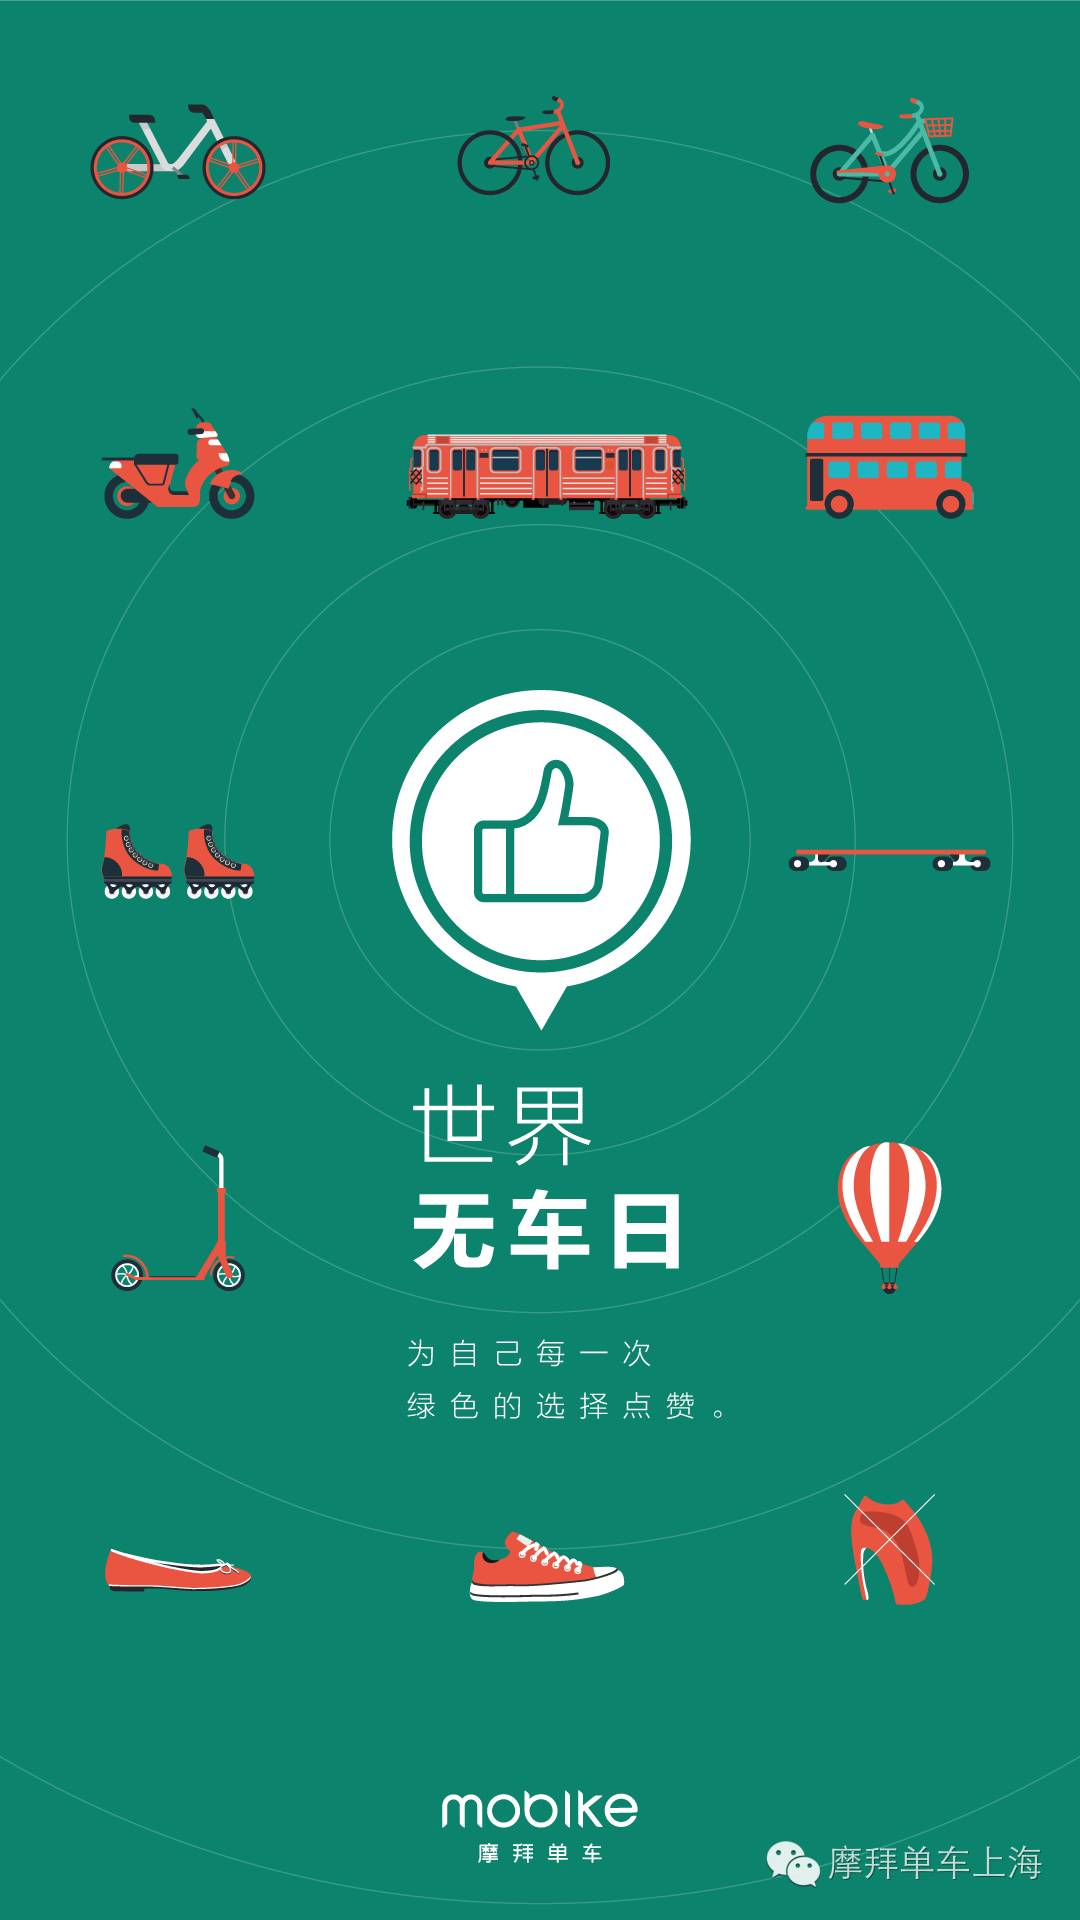 世界
无车日
为自己每一次
绿色的选择点赞。
mobike
摩拜单车
摩拜单车上海